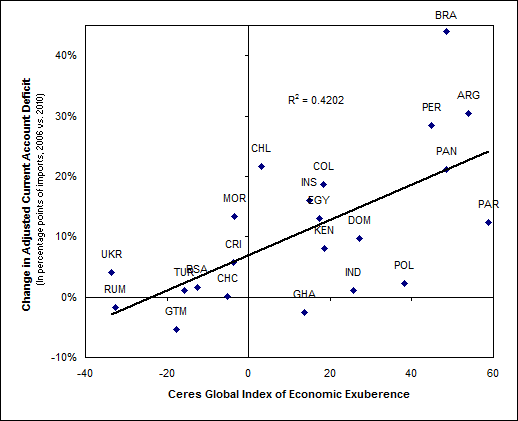 BRA
40%
ARG
R2 = 0.4202
30%
PER
CHL
PAN
COL
20%
INS
MOR
EGY
PAR
DOM
KEN
10%
CRI
UKR
RSA
TUR
CHC
IND
POL
RUM
0%
GHA
GTM
-10%
-40
-20
0
20
40
60
Ceres Global Index of Economic Exuberence
Change in Adjusted Current Account Deficit
(In percentage points of imports, 2006 vs. 2010)